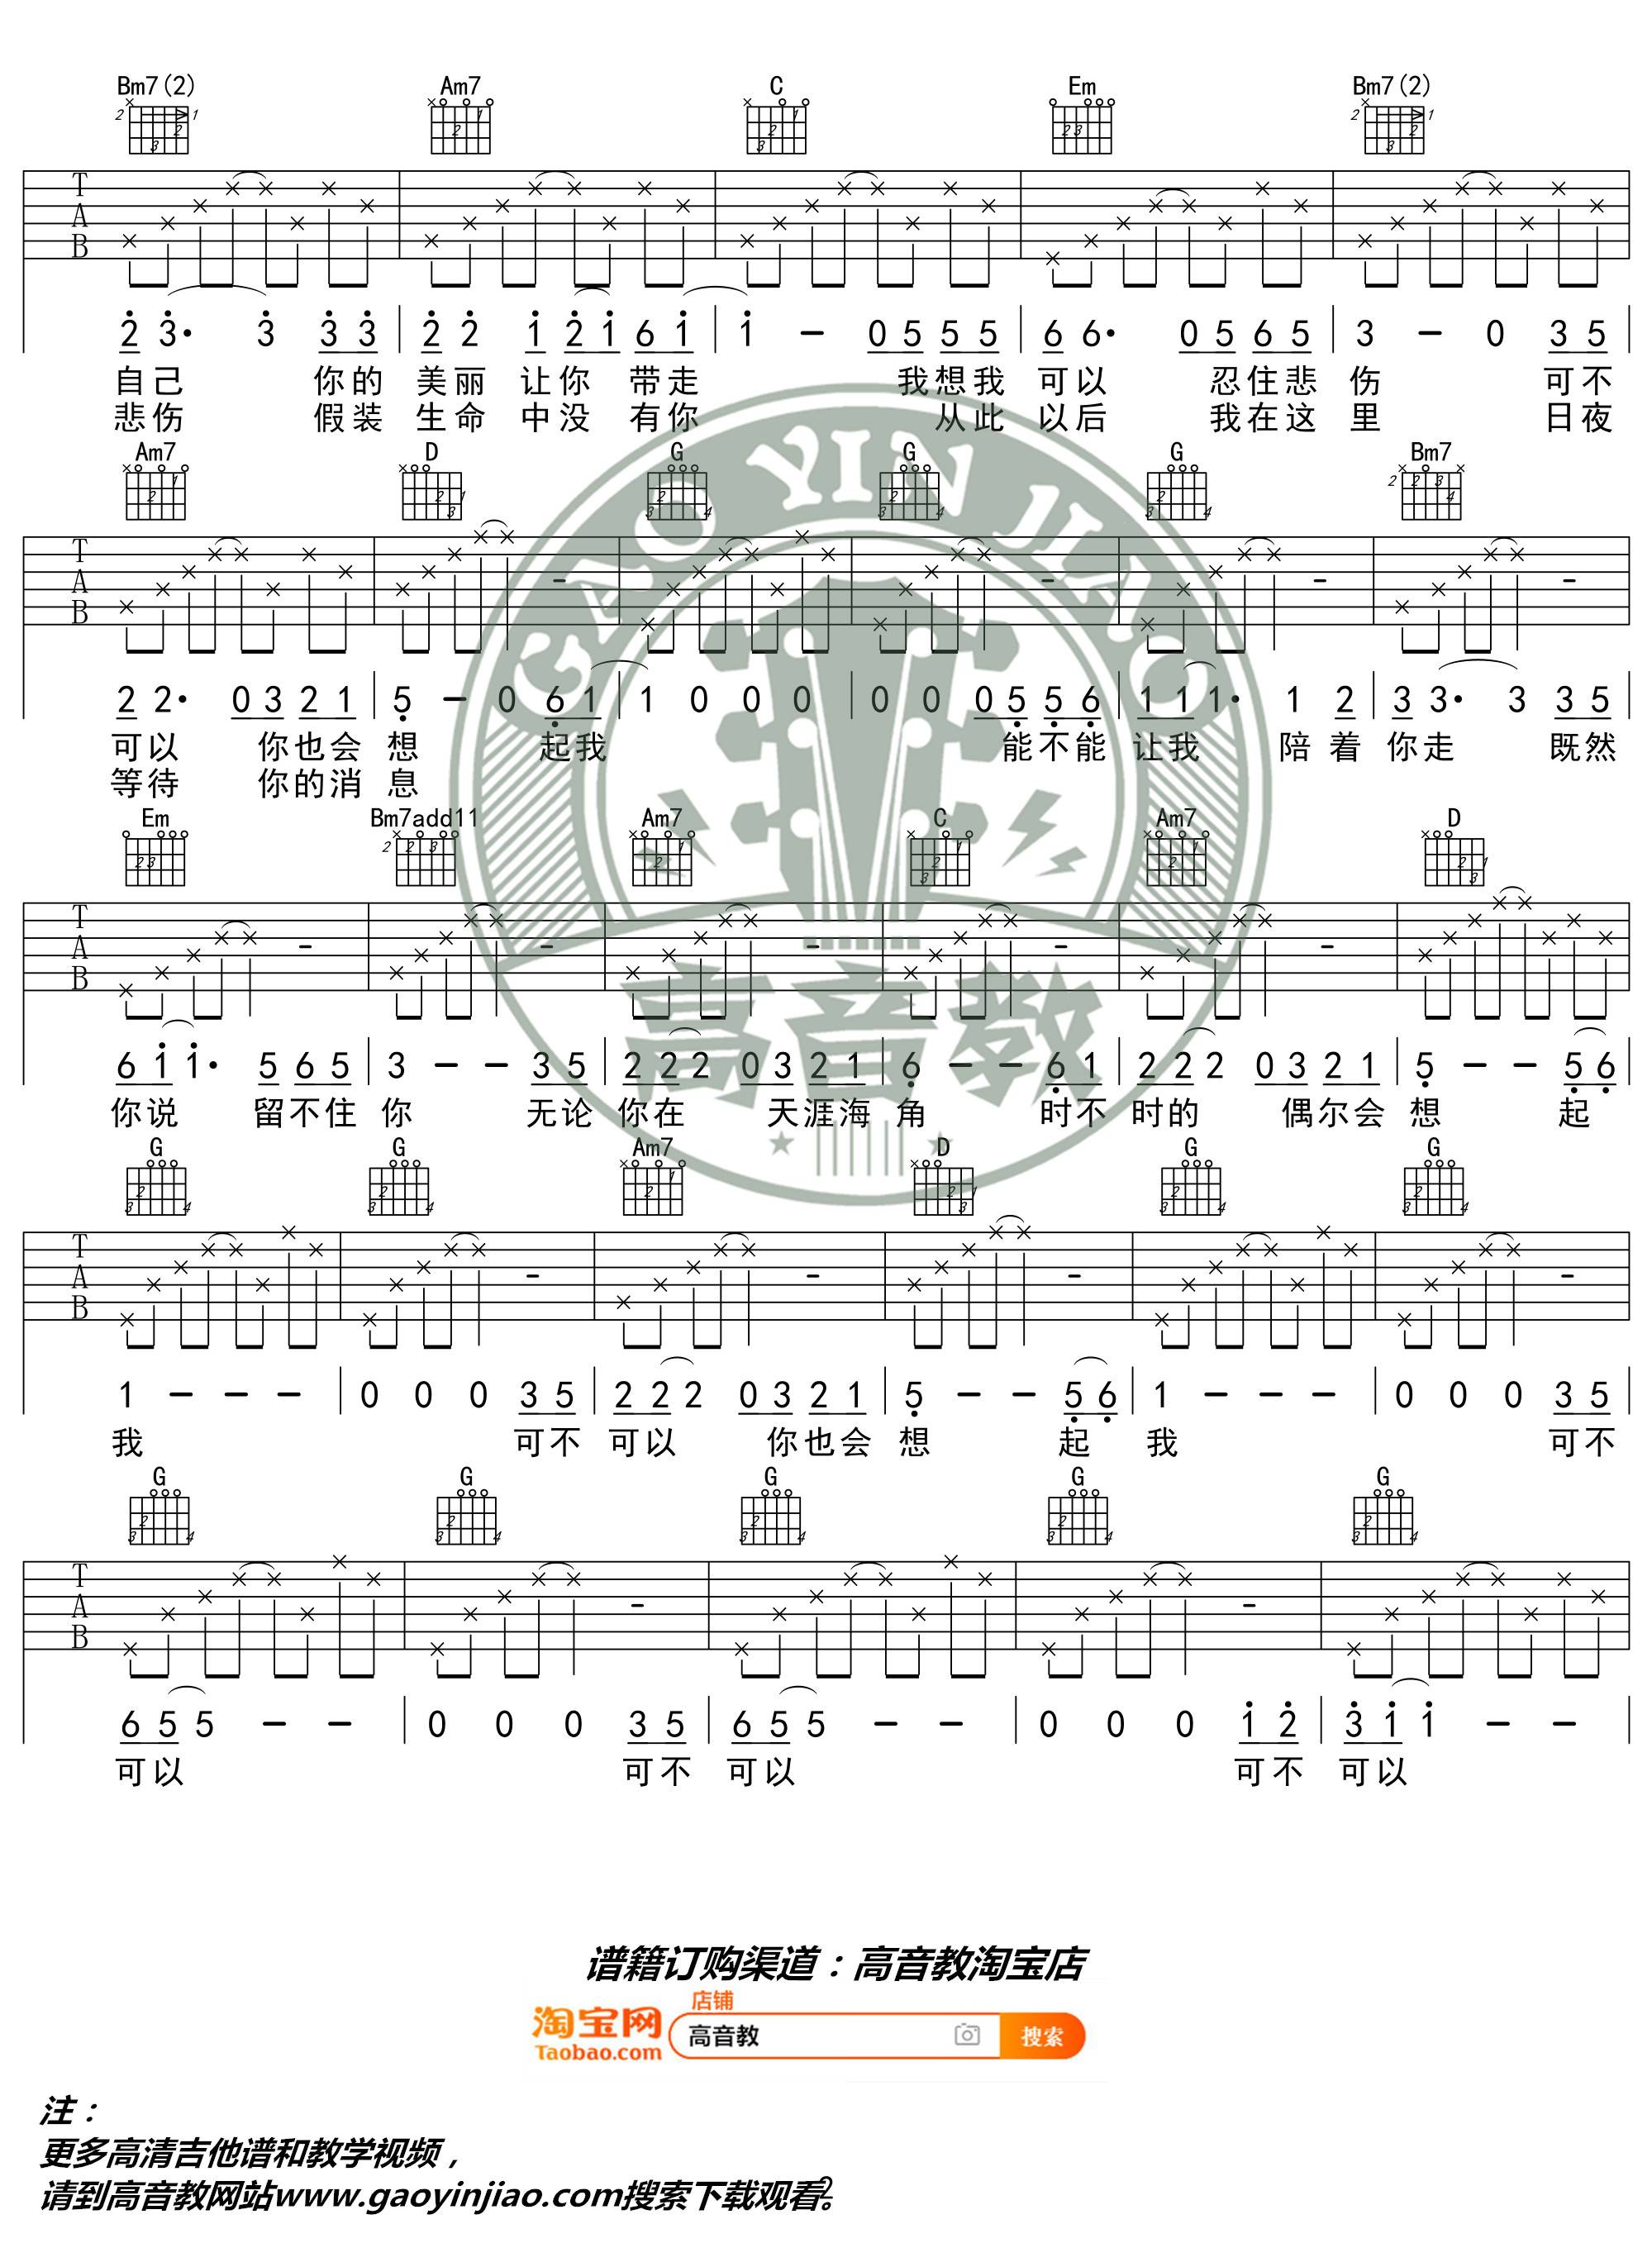 Bm7(2) Am7 C Em Bm7(2)
2 3· 3 3 3 2 2 1 2 1 6 1 1 - 0 5 5 5 6 6· 0 5 6 5 3 - 0 3 5
自己 你的 美丽 让你 带走 我想我 可以 忍住悲 伤 可不
悲伤 假装 生命 中没 有你 从此 以后 我在这 里 日夜
Am7 D G G G Bm7
2 2· 0 3 2 1 5 - 0 6 1 1 0 0 0 0 0 0 5 5 6 1 1 1· 1 2 3 3· 3 3 5
可以 你也会 想 起我 能不能 让我 陪着 你走 既然
等待 你的消 息
Em Bm7add11 Am7 C Am7 D
6 1 1· 5 6 5 3 - - 3 5 2 2 2 0 3 2 1 6 - - 6 1 2 2 2 0 3 2 1 5 - - 5 6
你说 留不住 你 无论 你在 天涯海 角 时不 时的 偶尔会 想 起
G G Am7 D G G
1 - - - 0 0 0 3 5 2 2 2 0 3 2 1 5 - - 5 6 1 - - - 0 0 0 3 5
我 可不 可以 你也会 想 起 我 可不
G G G G G
6 5 5 - - 0 0 0 3 5 6 5 5 - - 0 0 0 1 2 3 1 1 - -
可以 可不 可以 可不 可以
GAO YIN JIAO
高音教
谱籍订购渠道：高音教淘宝店
店铺
淘宝网 高音教 搜索
Taobao.com
注：
更多高清吉他谱和教学视频，
请到高音教网站www.gaoyinjiao.com搜索下载观看。
2